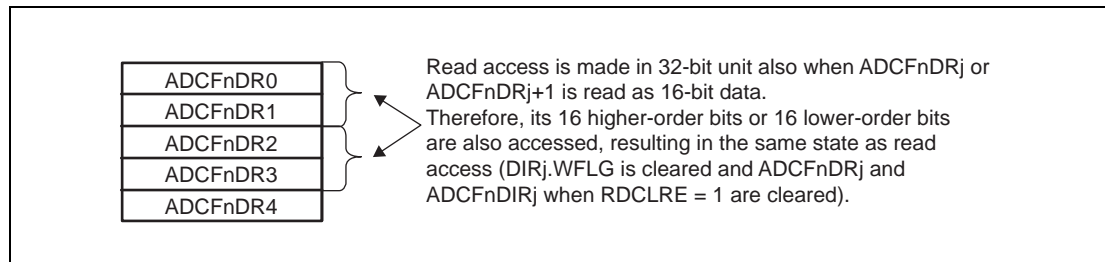 ADCFnDR0
ADCFnDR1
ADCFnDR2
ADCFnDR3
ADCFnDR4
Read access is made in 32-bit unit also when ADCFnDRj or
ADCFnDRj+1 is read as 16-bit data.
Therefore, its 16 higher-order bits or 16 lower-order bits
are also accessed, resulting in the same state as read
access (DIRj.WFLG is cleared and ADCFnDRj and
ADCFnDIRj when RDCLRE = 1 are cleared).